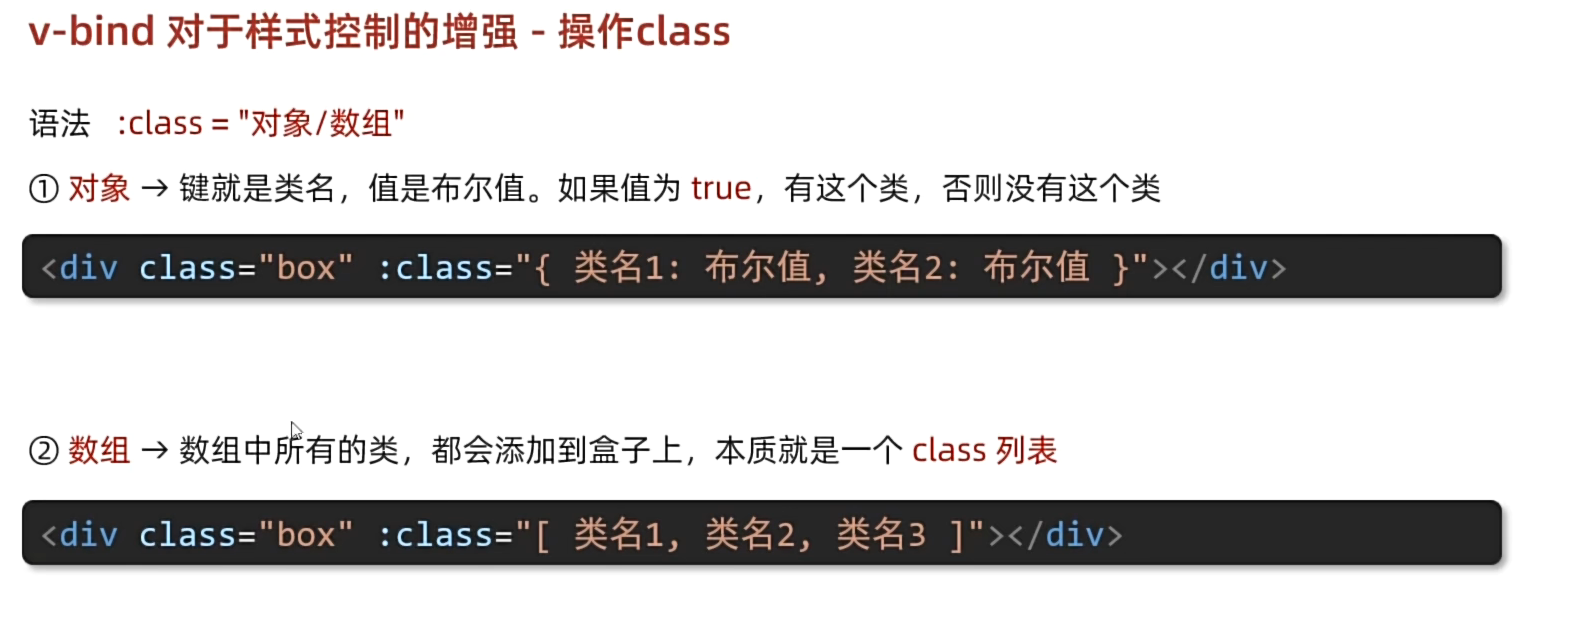 v-bind 对于样式控制的增强 - 操作class
语法 :class = "对象/数组"
① 对象 → 键就是类名，值是布尔值。如果值为 true，有这个类，否则没有这个类
<div class="box" :class="{ 类名1: 布尔值, 类名2: 布尔值 }"></div>
② 数组 → 数组中所有的类，都会添加到盒子上，本质就是一个 class 列表
<div class="box" :class="[ 类名1, 类名2, 类名3 ]"></div>